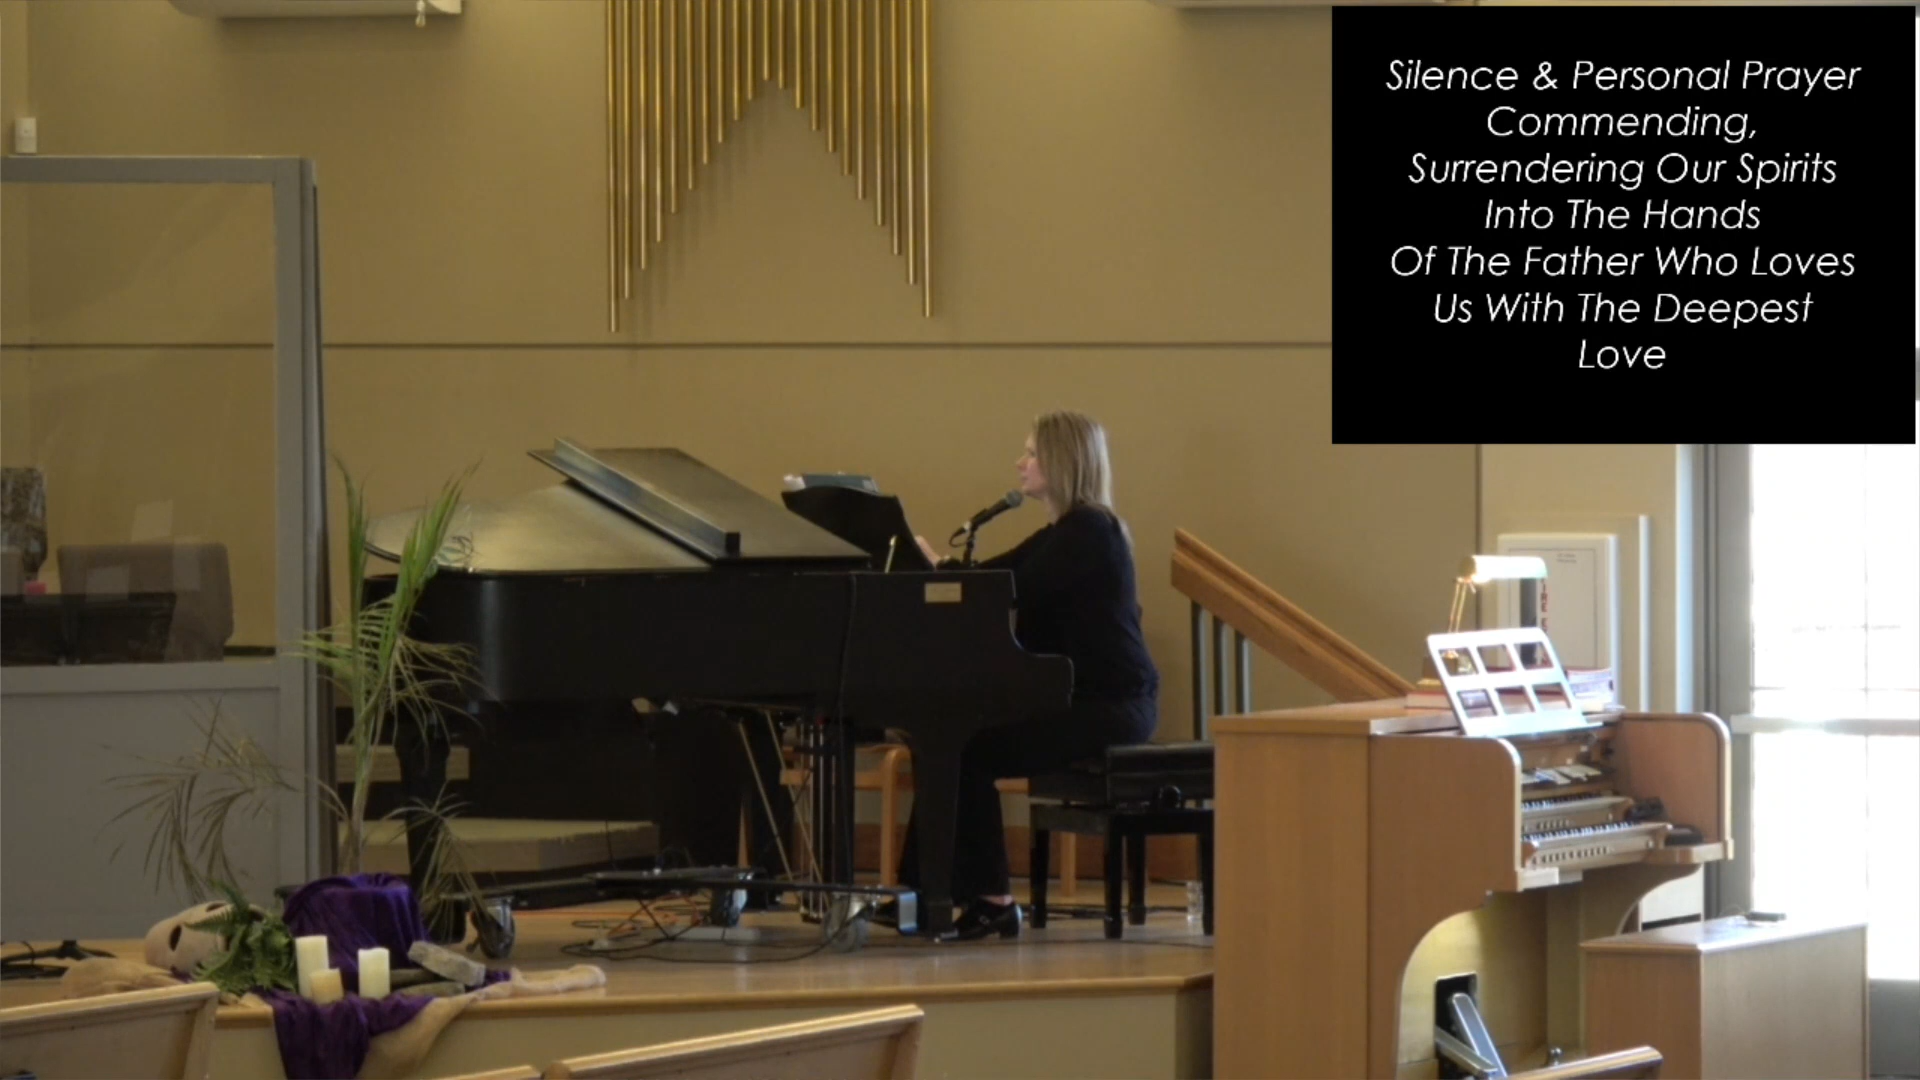 Silence & Personal Prayer
Commending,
Surrendering Our Spirits
Into The Hands
Of The Father Who Loves
Us With The Deepest
Love